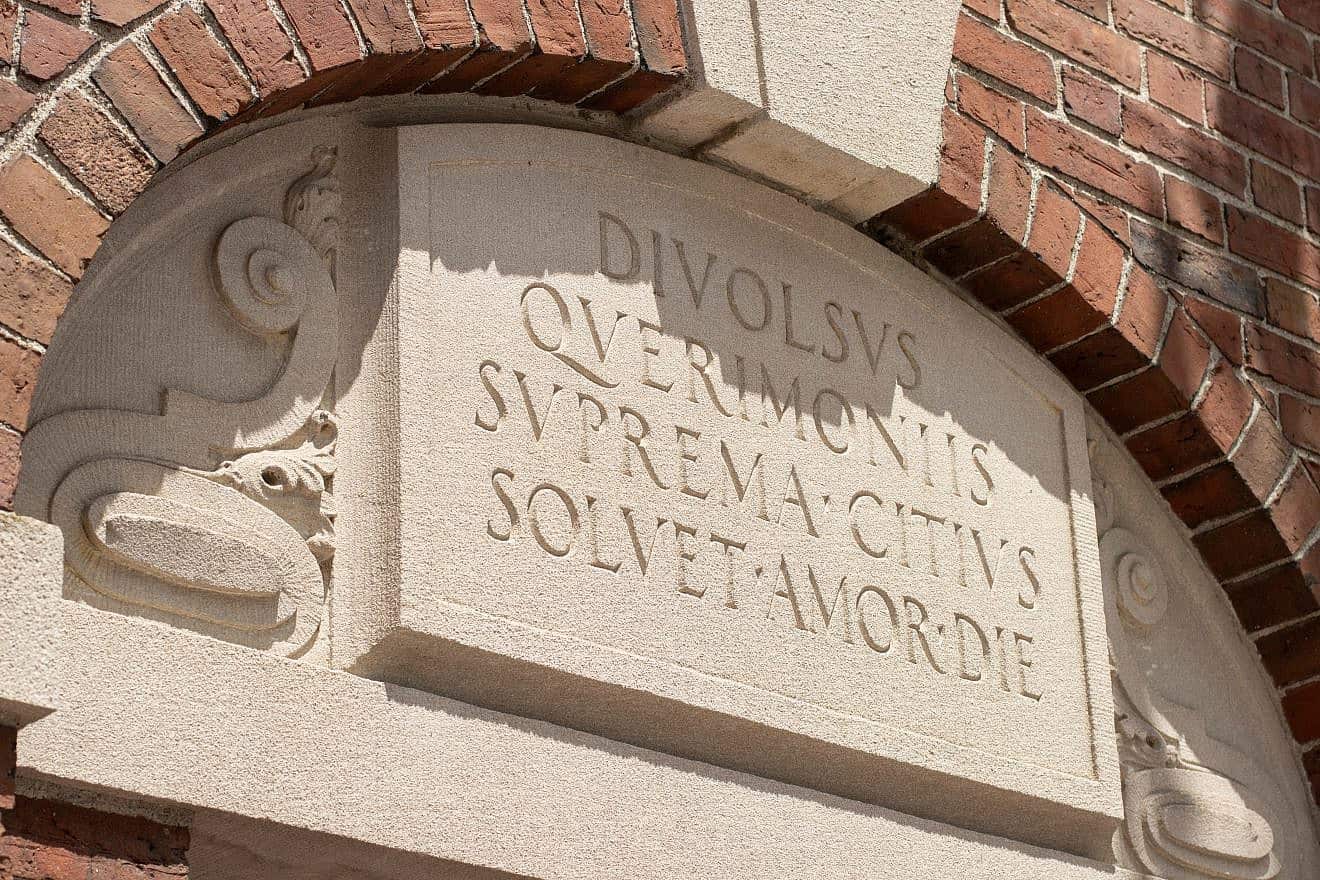 DIVOLSVS
QVERIMONIIS
SVPREMA·CITIVS
SOLVET·AMOR·DIE